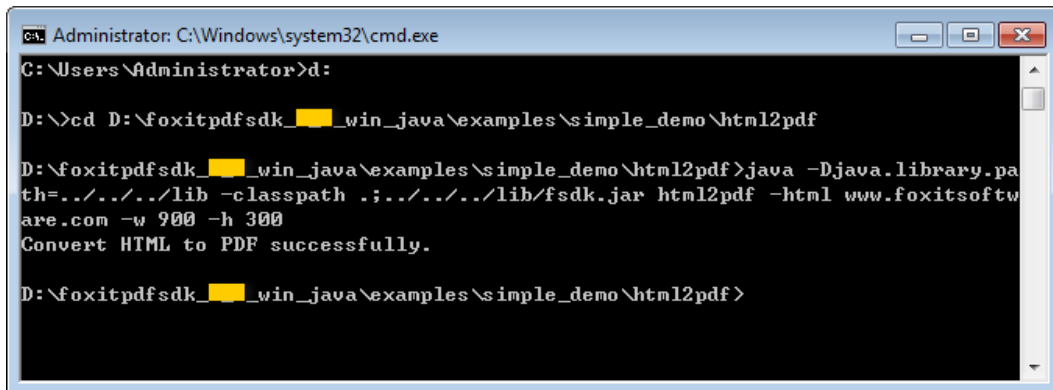 Administrator: C:\Windows\system32\cmd.exe
C:\Users\Administrator>d:
D:\>cd D:\foxitpdfsdk_ _win_java\examples\simple_demo\html2pdf
D:\foxitpdfsdk_ _win_java\examples\simple_demo\html2pdf>java -Djava.library.pa
th=../../../lib -classpath .;../../../lib/fsdk.jar html2pdf -html www.foxitsoftw
are.com -w 900 -h 300
Convert HTML to PDF successfully.
D:\foxitpdfsdk_ _win_java\examples\simple_demo\html2pdf>